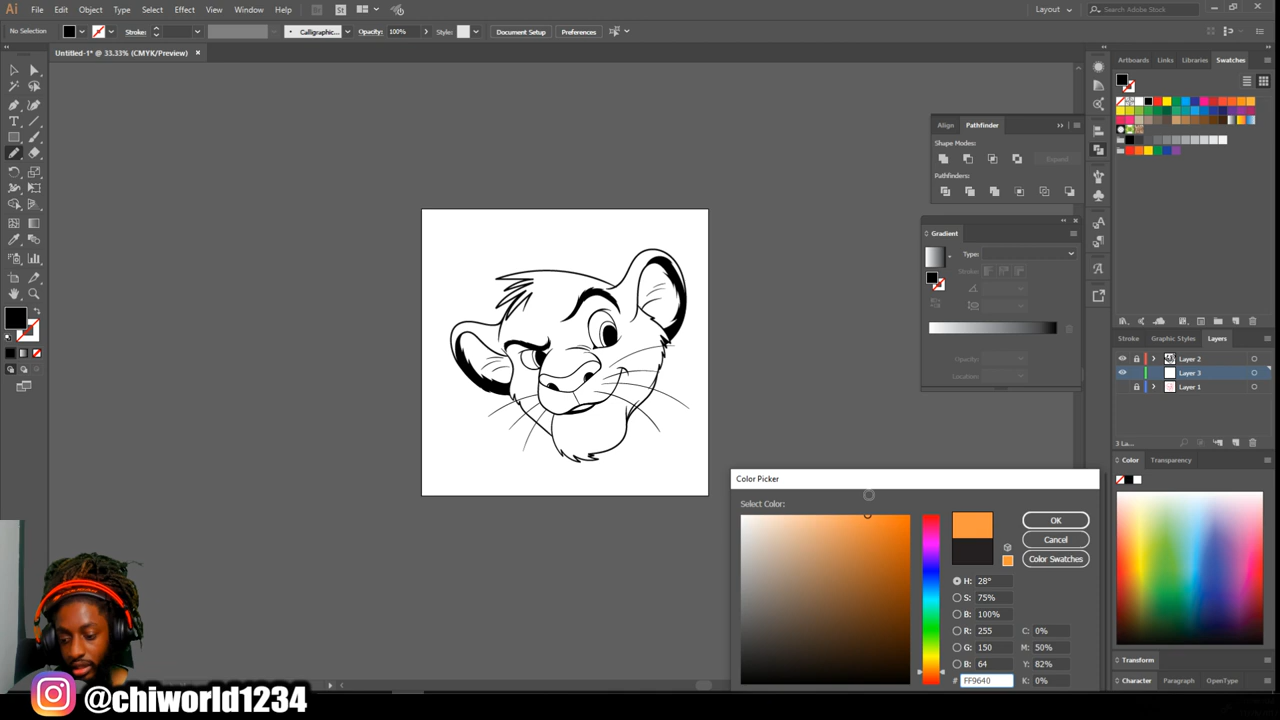 Ai File Edit Object Type Select Effect View Window Help Br St Layout Search Adobe Stock
No Selection Stroke: Calligraphic... Opacity: 100% Style: Document Setup Preferences
Untitled-1* @ 33.33% (CMYK/Preview) Artboards Links Libraries Swatches
Align Pathfinder
Shape Modes:
Expand
Pathfinders:
Gradient
Type:
Stroke:
Opacity:
Location:
Stroke Graphic Styles Layers
Layer 2
Layer 3
Layer 1
3 La...
Color Transparency
Color Picker
Select Color:
OK
Cancel
Color Swatches
H: 28°
S: 75%
B: 100%
R: 255 C: 0%
G: 150 M: 50%
B: 64 Y: 82%
# FF9640 K: 0%
Transform
Character Paragraph OpenType
@chiworld1234